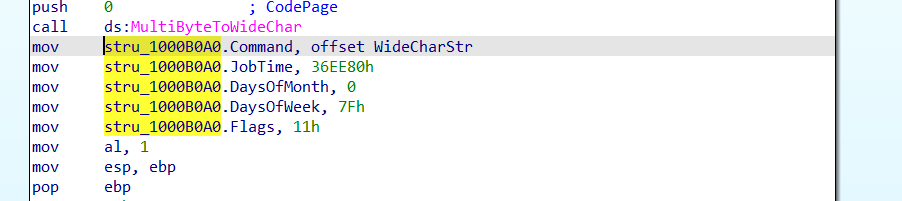 push 0 ; CodePage
call ds:MultiByteToWideChar
mov stru_1000B0A0.Command, offset WideCharStr
mov stru_1000B0A0.JobTime, 36EE80h
mov stru_1000B0A0.DaysOfMonth, 0
mov stru_1000B0A0.DaysOfWeek, 7Fh
mov stru_1000B0A0.Flags, 11h
mov al, 1
mov esp, ebp
pop ebp